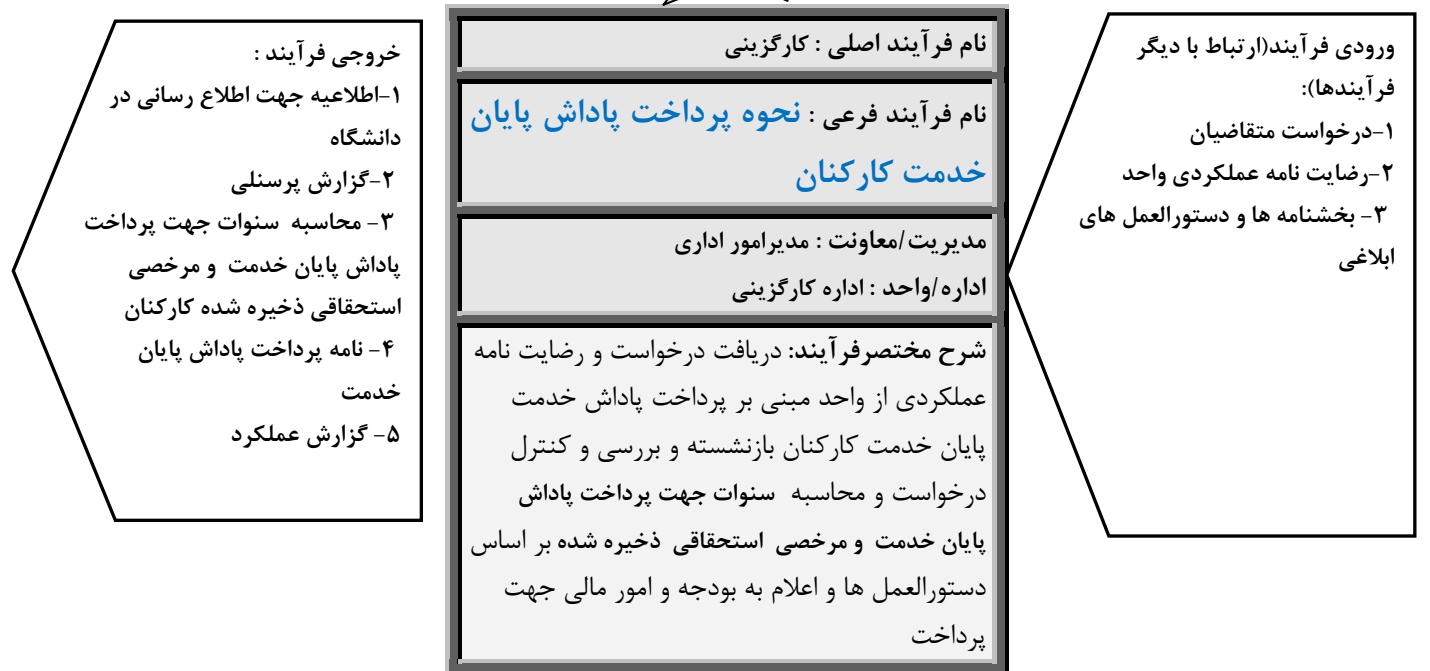 ورودی فرآیند(ارتباط با دیگر
فرآیندها):
۱-درخواست متقاضیان
۲-رضایت نامه عملکردی واحد
۳- بخشنامه ها و دستورالعمل های
ابلاغی
نام فرآیند اصلی : کارگزینی
نام فرآیند فرعی : نحوه پرداخت پاداش پایان
خدمت کارکنان
مدیریت/معاونت : مدیرامور اداری
اداره/واحد : اداره کارگزینی
شرح مختصرفرآیند: دریافت درخواست و رضایت نامه
عملکردی از واحد مبنی بر پرداخت پاداش خدمت
پایان خدمت کارکنان بازنشسته و بررسی و کنترل
درخواست و محاسبه سنوات جهت پرداخت پاداش
پایان خدمت و مرخصی استحقاقی ذخیره شده بر اساس
دستورالعمل ها و اعلام به بودجه و امور مالی جهت
پرداخت
خروجی فرآیند :
۱-اطلاعیه جهت اطلاع رسانی در
دانشگاه
۲-گزارش پرسنلی
۳- محاسبه سنوات جهت پرداخت
پاداش پایان خدمت و مرخصی
استحقاقی ذخیره شده کارکنان
۴- نامه پرداخت پاداش پایان
خدمت
۵- گزارش عملکرد